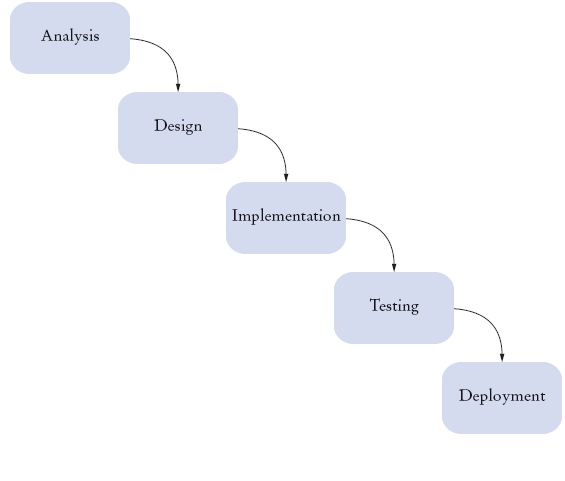 Analysis
Design
Implementation
Testing
Deployment